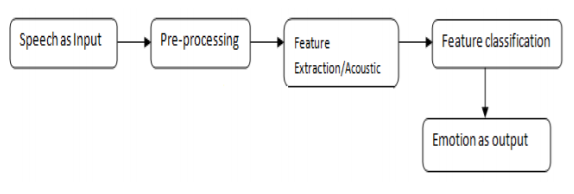 Speech as Input
Pre-processing
Feature
Extraction/Acoustic
Feature classification
Emotion as output